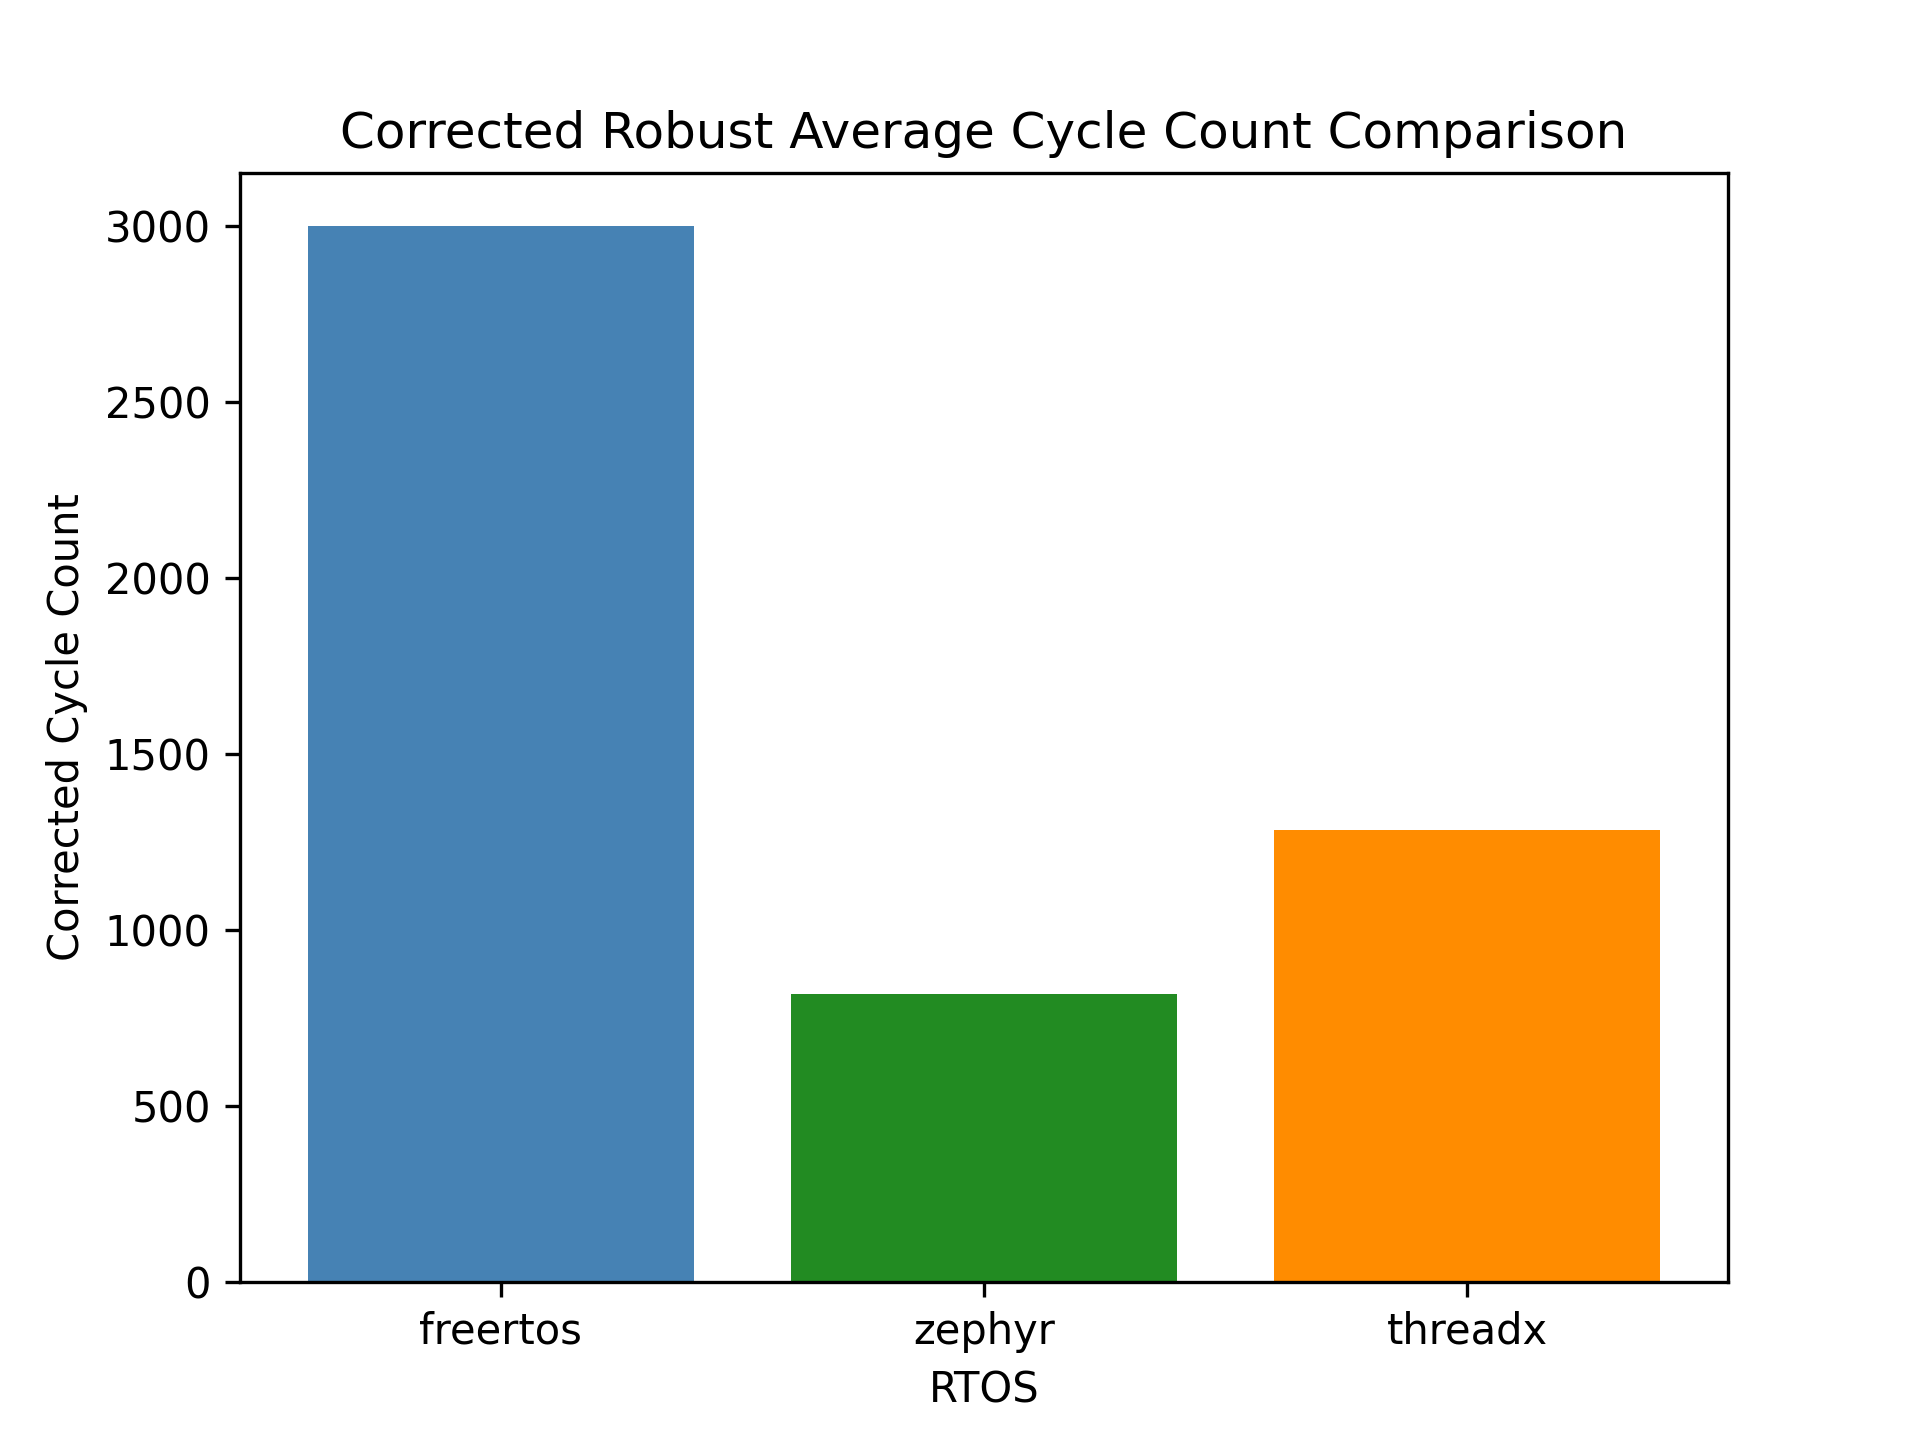 Corrected Robust Average Cycle Count Comparison
3000
2500
2000
1500
1000
500
0
Corrected Cycle Count
freertos
zephyr
threadx
RTOS